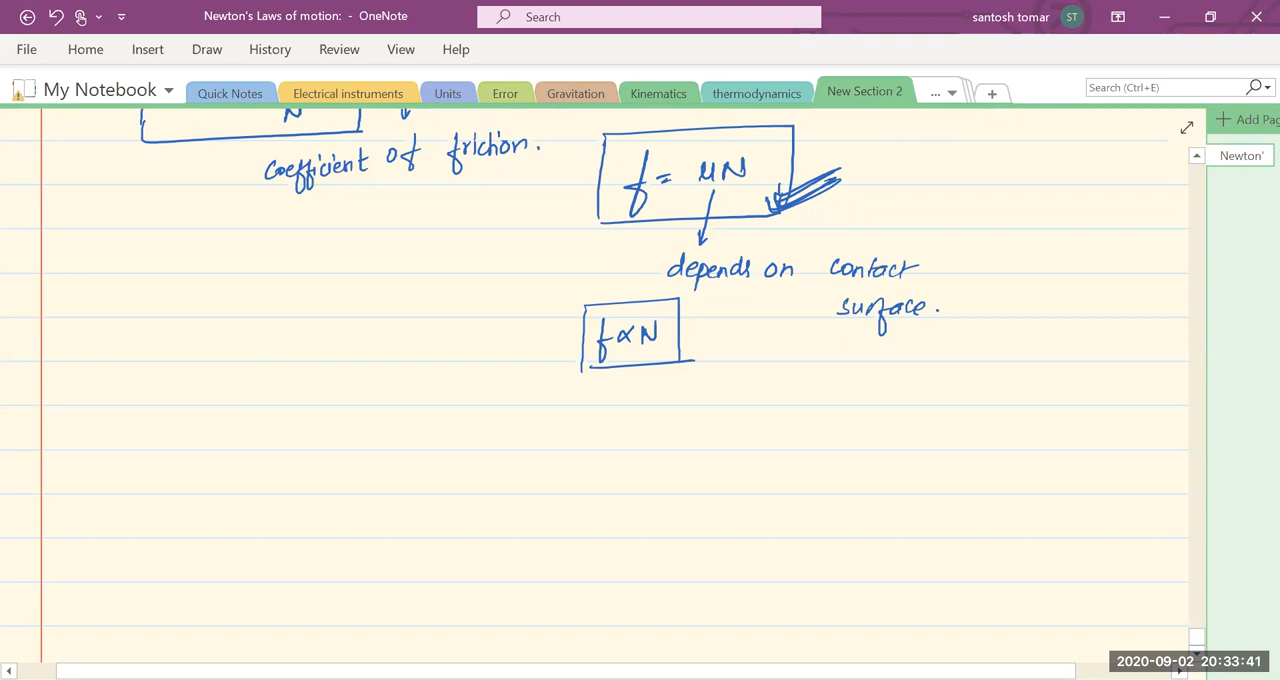 Newton's Laws of motion: - OneNote
Search
santosh tomar
ST
File Home Insert Draw History Review View Help
My Notebook
Quick Notes
Electrical instruments
Units
Error
Gravitation
Kinematics
thermodynamics
New Section 2
...
Search (Ctrl+E)
Add Pag
Newton'
N
coefficient of friction.
f = μN
depends on contact
surface.
f ∝ N
2020-09-02 20:33:41